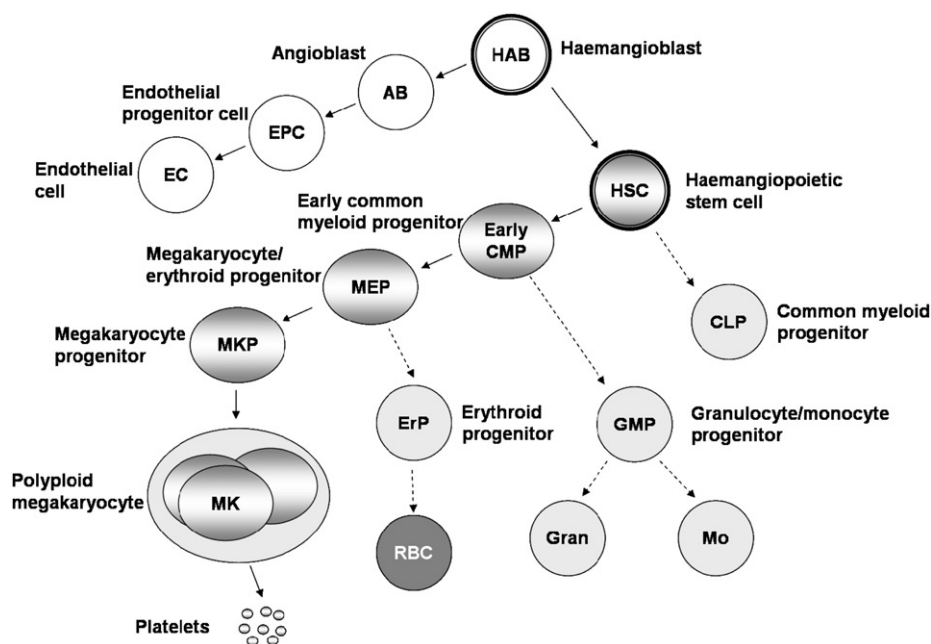 Haemangioblast
HAB
Angioblast
AB
Endothelial
progenitor cell
EPC
Endothelial
cell
EC
HSC
Haemangiopoietic
stem cell
Early common
myeloid progenitor
Early
CMP
Megakaryocyte/
erythroid progenitor
MEP
CLP
Common myeloid
progenitor
Megakaryocyte
progenitor
MKP
ErP
Erythroid
progenitor
GMP
Granulocyte/monocyte
progenitor
Polyploid
megakaryocyte
MK
RBC
Gran
Mo
Platelets